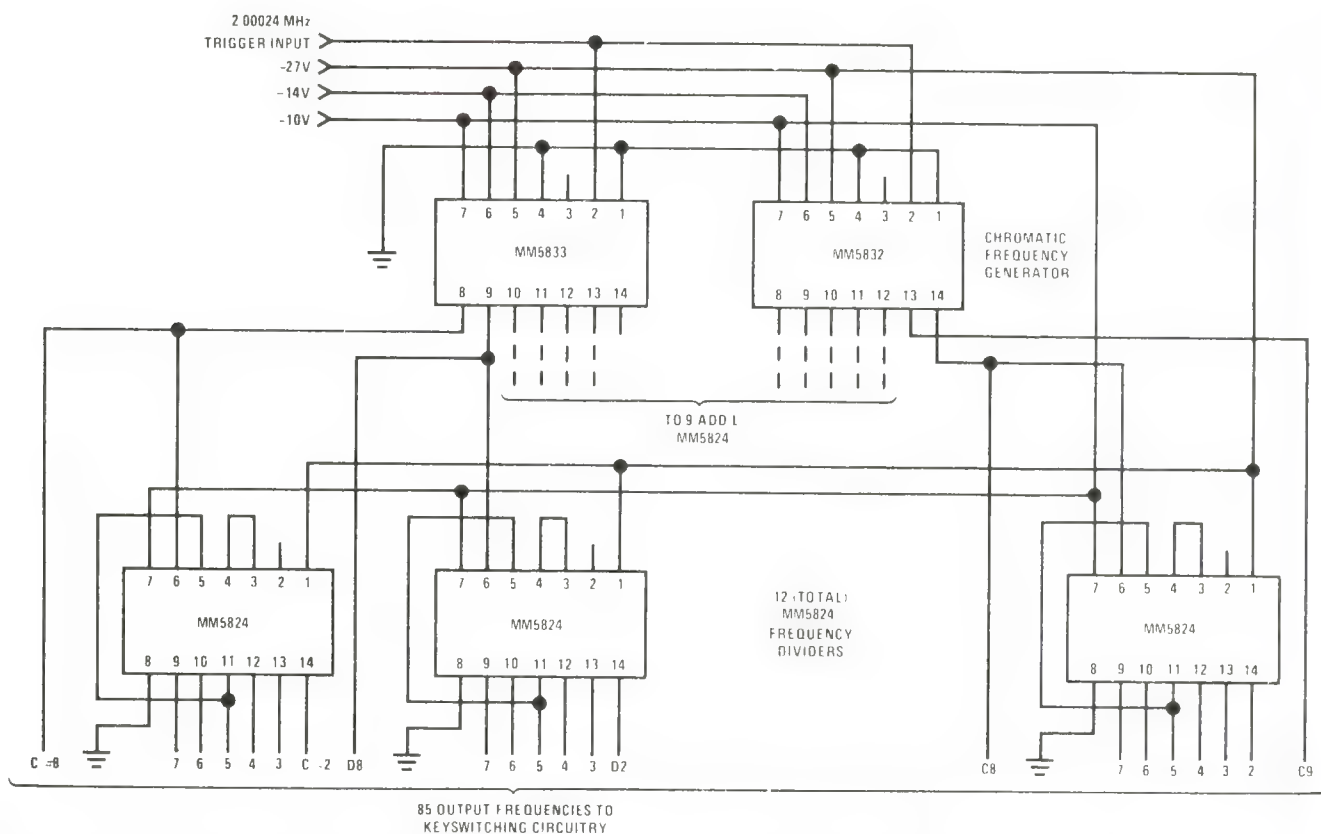 2 00024 MHz
TRIGGER INPUT
-27V
-14V
-10V
7 6 5 4 3 2 1
MM5833
8 9 10 11 12 13 14
7 6 5 4 3 2 1
MM5832
8 9 10 11 12 13 14
CHROMATIC
FREQUENCY
GENERATOR
TO 9 ADD L
MM5824
7 6 5 4 3 2 1
MM5824
8 9 10 11 12 13 14
7 6 5 4 3 2 1
MM5824
8 9 10 11 12 13 14
12 (TOTAL)
MM5824
FREQUENCY
DIVIDERS
7 6 5 4 3 2 1
MM5824
8 9 10 11 12 13 14
C #8 7 6 5 4 3 C -2 D8 7 6 5 4 3 D2 C8 7 6 5 4 3 2 C9
85 OUTPUT FREQUENCIES TO
KEYSWITCHING CIRCUITRY